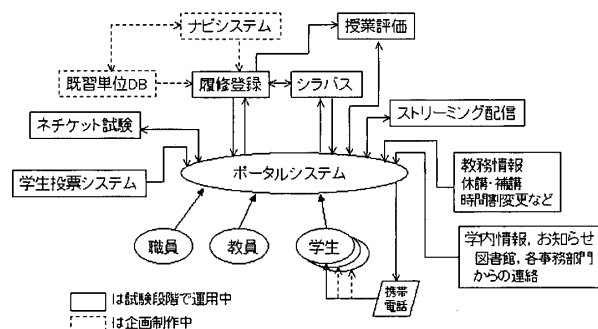 ナビシステム
授業評価
既習単位DB
履修登録
シラバス
ネチケット試験
ストリーミング配信
学生投票システム
ポータルシステム
教務情報
休講・補講
時間割変更など
職員
教員
学生
学内情報，お知らせ
図書館，各事務部門
からの連絡
携帯
電話
は試験段階で運用中
は企画制作中